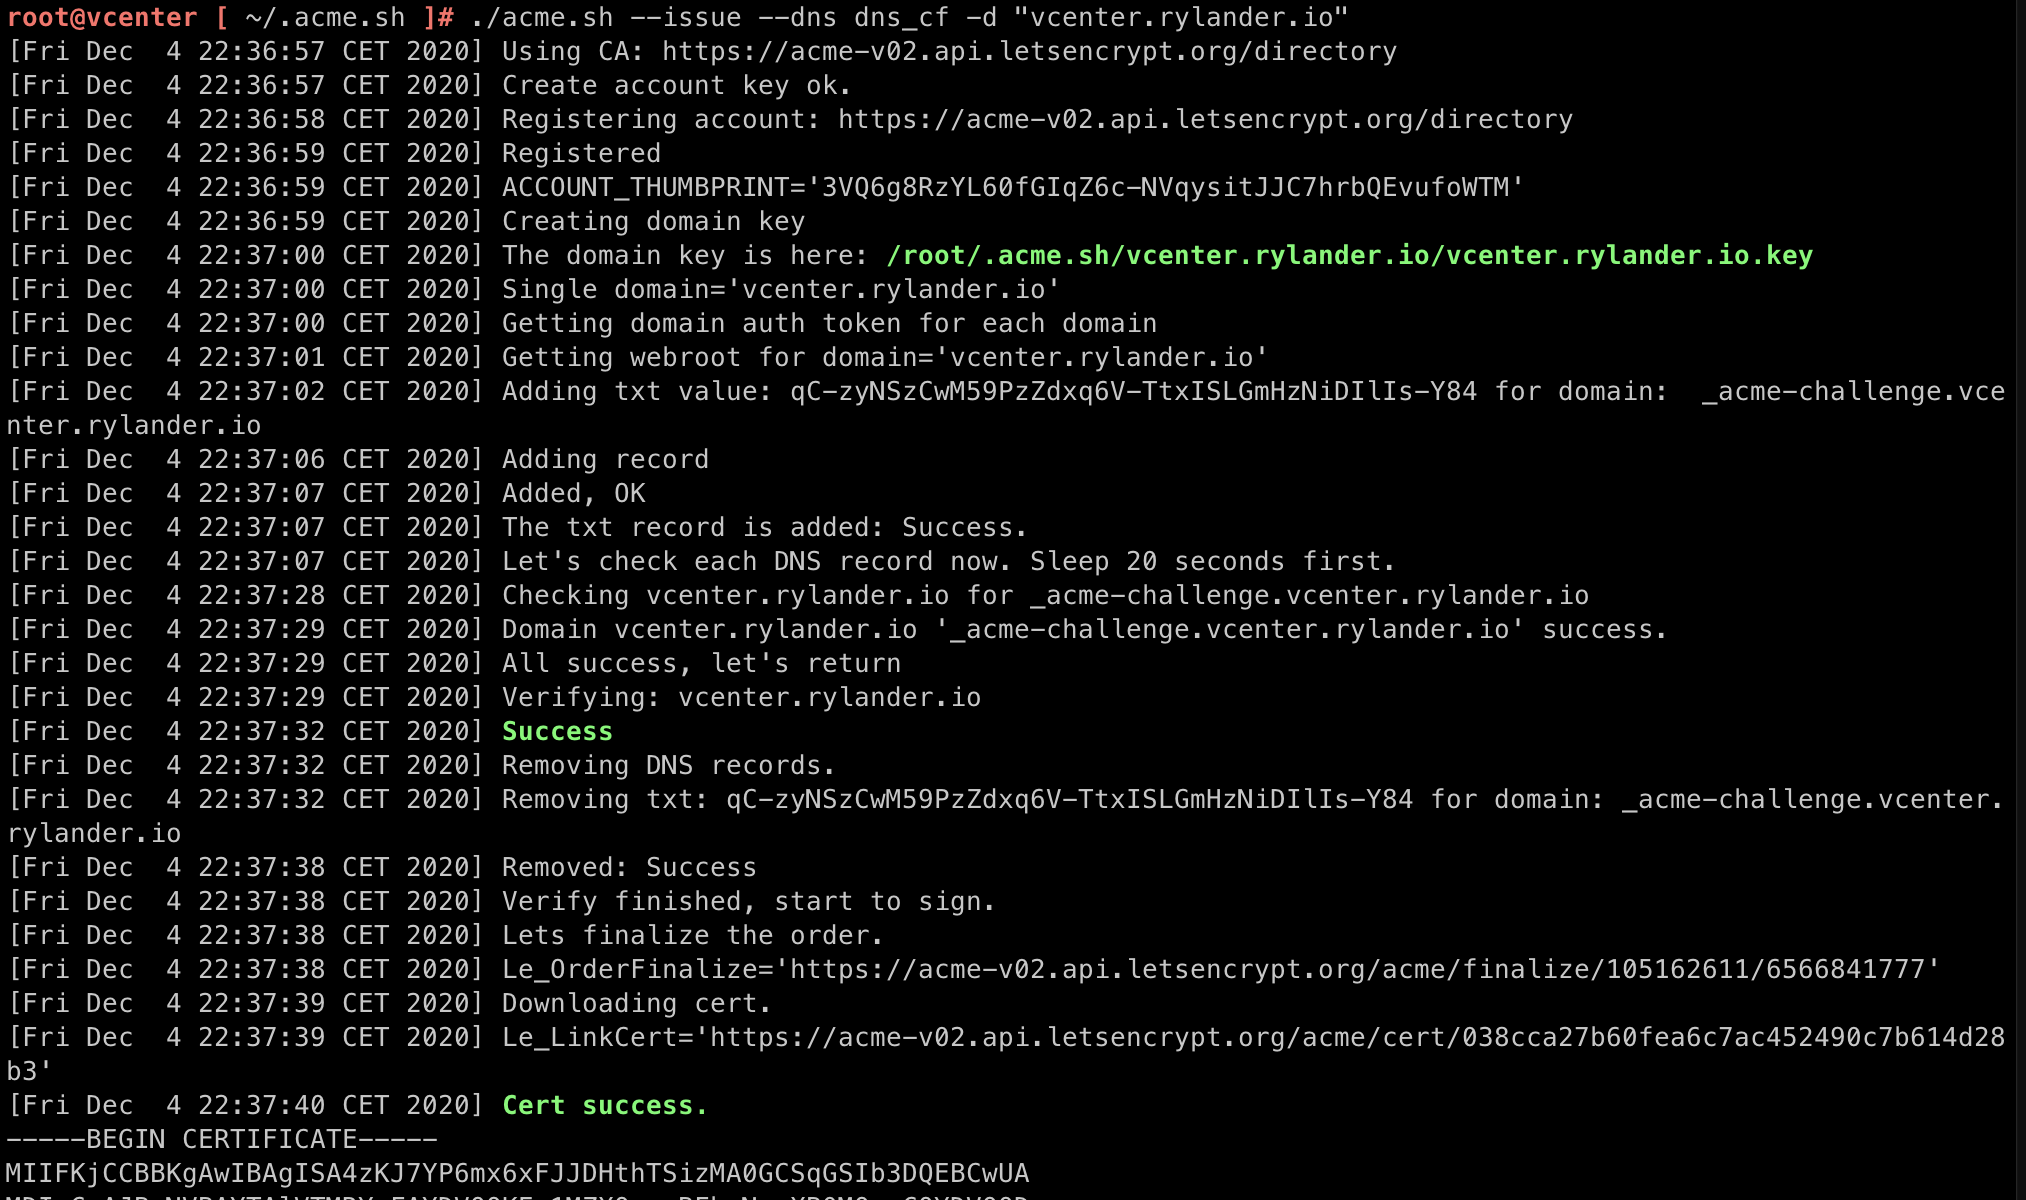 root@vcenter [ ~/.acme.sh ]# ./acme.sh --issue --dns dns_cf -d "vcenter.rylander.io"
[Fri Dec  4 22:36:57 CET 2020] Using CA: https://acme-v02.api.letsencrypt.org/directory
[Fri Dec  4 22:36:57 CET 2020] Create account key ok.
[Fri Dec  4 22:36:58 CET 2020] Registering account: https://acme-v02.api.letsencrypt.org/directory
[Fri Dec  4 22:36:59 CET 2020] Registered
[Fri Dec  4 22:36:59 CET 2020] ACCOUNT_THUMBPRINT='3VQ6g8RzYL60fGIqZ6c-NVqysitJJC7hrbQEvufoWTM'
[Fri Dec  4 22:36:59 CET 2020] Creating domain key
[Fri Dec  4 22:37:00 CET 2020] The domain key is here: /root/.acme.sh/vcenter.rylander.io/vcenter.rylander.io.key
[Fri Dec  4 22:37:00 CET 2020] Single domain='vcenter.rylander.io'
[Fri Dec  4 22:37:00 CET 2020] Getting domain auth token for each domain
[Fri Dec  4 22:37:01 CET 2020] Getting webroot for domain='vcenter.rylander.io'
[Fri Dec  4 22:37:02 CET 2020] Adding txt value: qC-zyNSzCwM59PzZdxq6V-TtxISLGmHzNiDIlIs-Y84 for domain:  _acme-challenge.vce
nter.rylander.io
[Fri Dec  4 22:37:06 CET 2020] Adding record
[Fri Dec  4 22:37:07 CET 2020] Added, OK
[Fri Dec  4 22:37:07 CET 2020] The txt record is added: Success.
[Fri Dec  4 22:37:07 CET 2020] Let's check each DNS record now. Sleep 20 seconds first.
[Fri Dec  4 22:37:28 CET 2020] Checking vcenter.rylander.io for _acme-challenge.vcenter.rylander.io
[Fri Dec  4 22:37:29 CET 2020] Domain vcenter.rylander.io '_acme-challenge.vcenter.rylander.io' success.
[Fri Dec  4 22:37:29 CET 2020] All success, let's return
[Fri Dec  4 22:37:29 CET 2020] Verifying: vcenter.rylander.io
[Fri Dec  4 22:37:32 CET 2020] Success
[Fri Dec  4 22:37:32 CET 2020] Removing DNS records.
[Fri Dec  4 22:37:32 CET 2020] Removing txt: qC-zyNSzCwM59PzZdxq6V-TtxISLGmHzNiDIlIs-Y84 for domain: _acme-challenge.vcenter.
rylander.io
[Fri Dec  4 22:37:38 CET 2020] Removed: Success
[Fri Dec  4 22:37:38 CET 2020] Verify finished, start to sign.
[Fri Dec  4 22:37:38 CET 2020] Lets finalize the order.
[Fri Dec  4 22:37:38 CET 2020] Le_OrderFinalize='https://acme-v02.api.letsencrypt.org/acme/finalize/105162611/6566841777'
[Fri Dec  4 22:37:39 CET 2020] Downloading cert.
[Fri Dec  4 22:37:39 CET 2020] Le_LinkCert='https://acme-v02.api.letsencrypt.org/acme/cert/038cca27b60fea6c7ac452490c7b614d28
b3'
[Fri Dec  4 22:37:40 CET 2020] Cert success.
-----BEGIN CERTIFICATE-----
MIIFKjCCBBKgAwIBAgISA4zKJ7YP6mx6xFJJDHthTSizMA0GCSqGSIb3DQEBCwUA